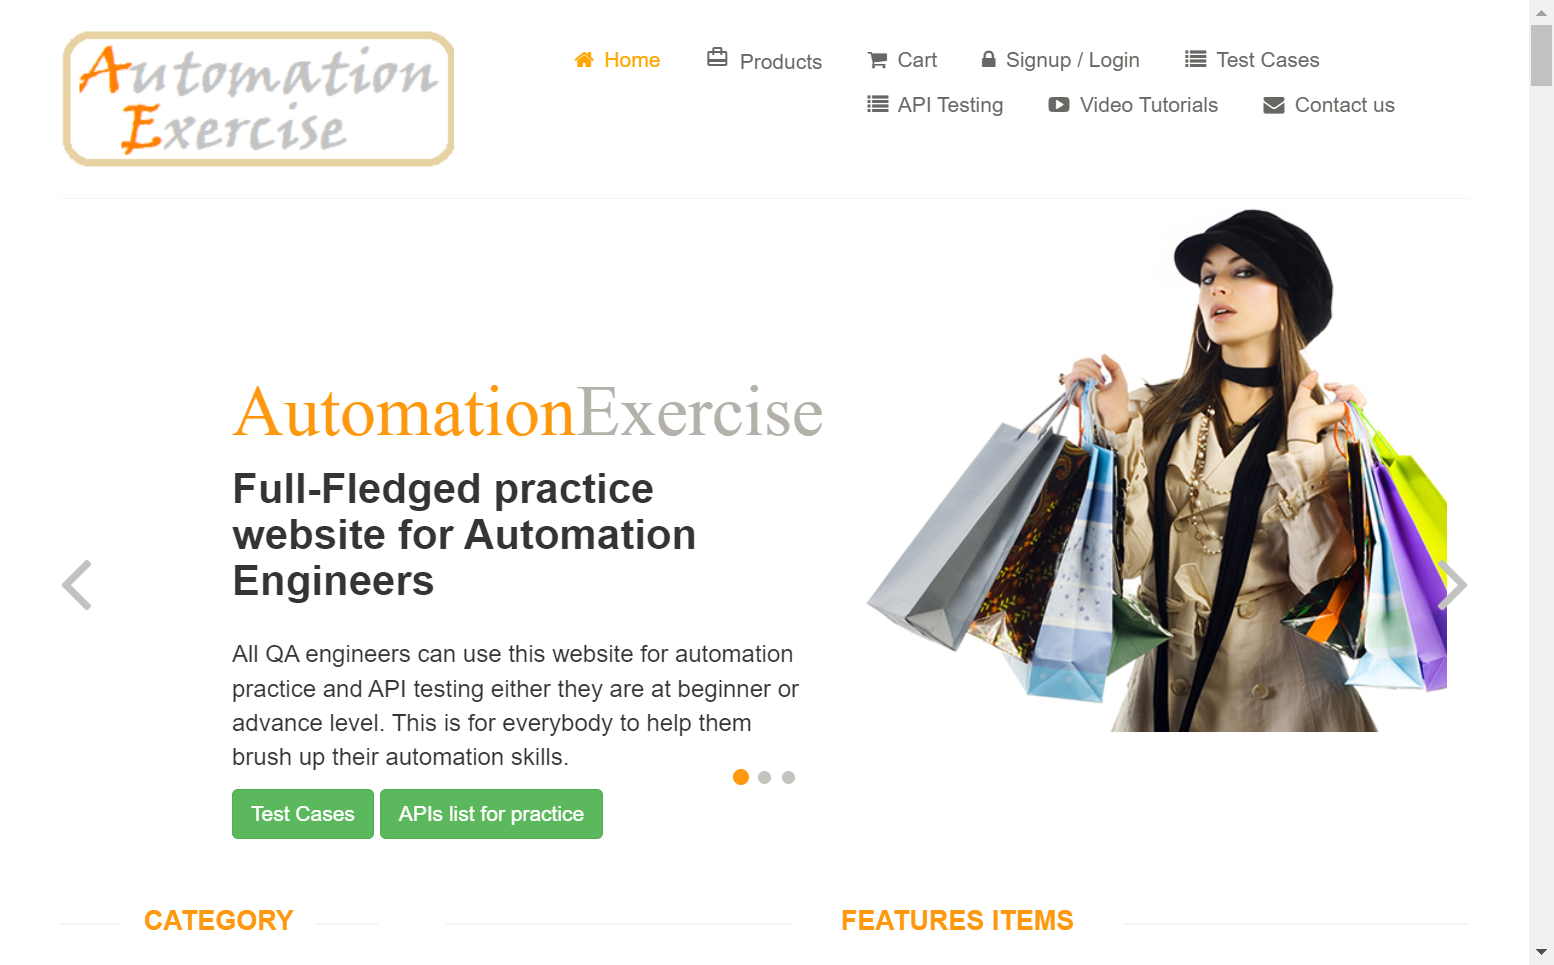 Automation
Exercise
Home Products Cart Signup / Login Test Cases
API Testing Video Tutorials Contact us
AutomationExercise
Full-Fledged practice
website for Automation
Engineers
All QA engineers can use this website for automation
practice and API testing either they are at beginner or
advance level. This is for everybody to help them
brush up their automation skills.
Test Cases APIs list for practice
CATEGORY FEATURES ITEMS